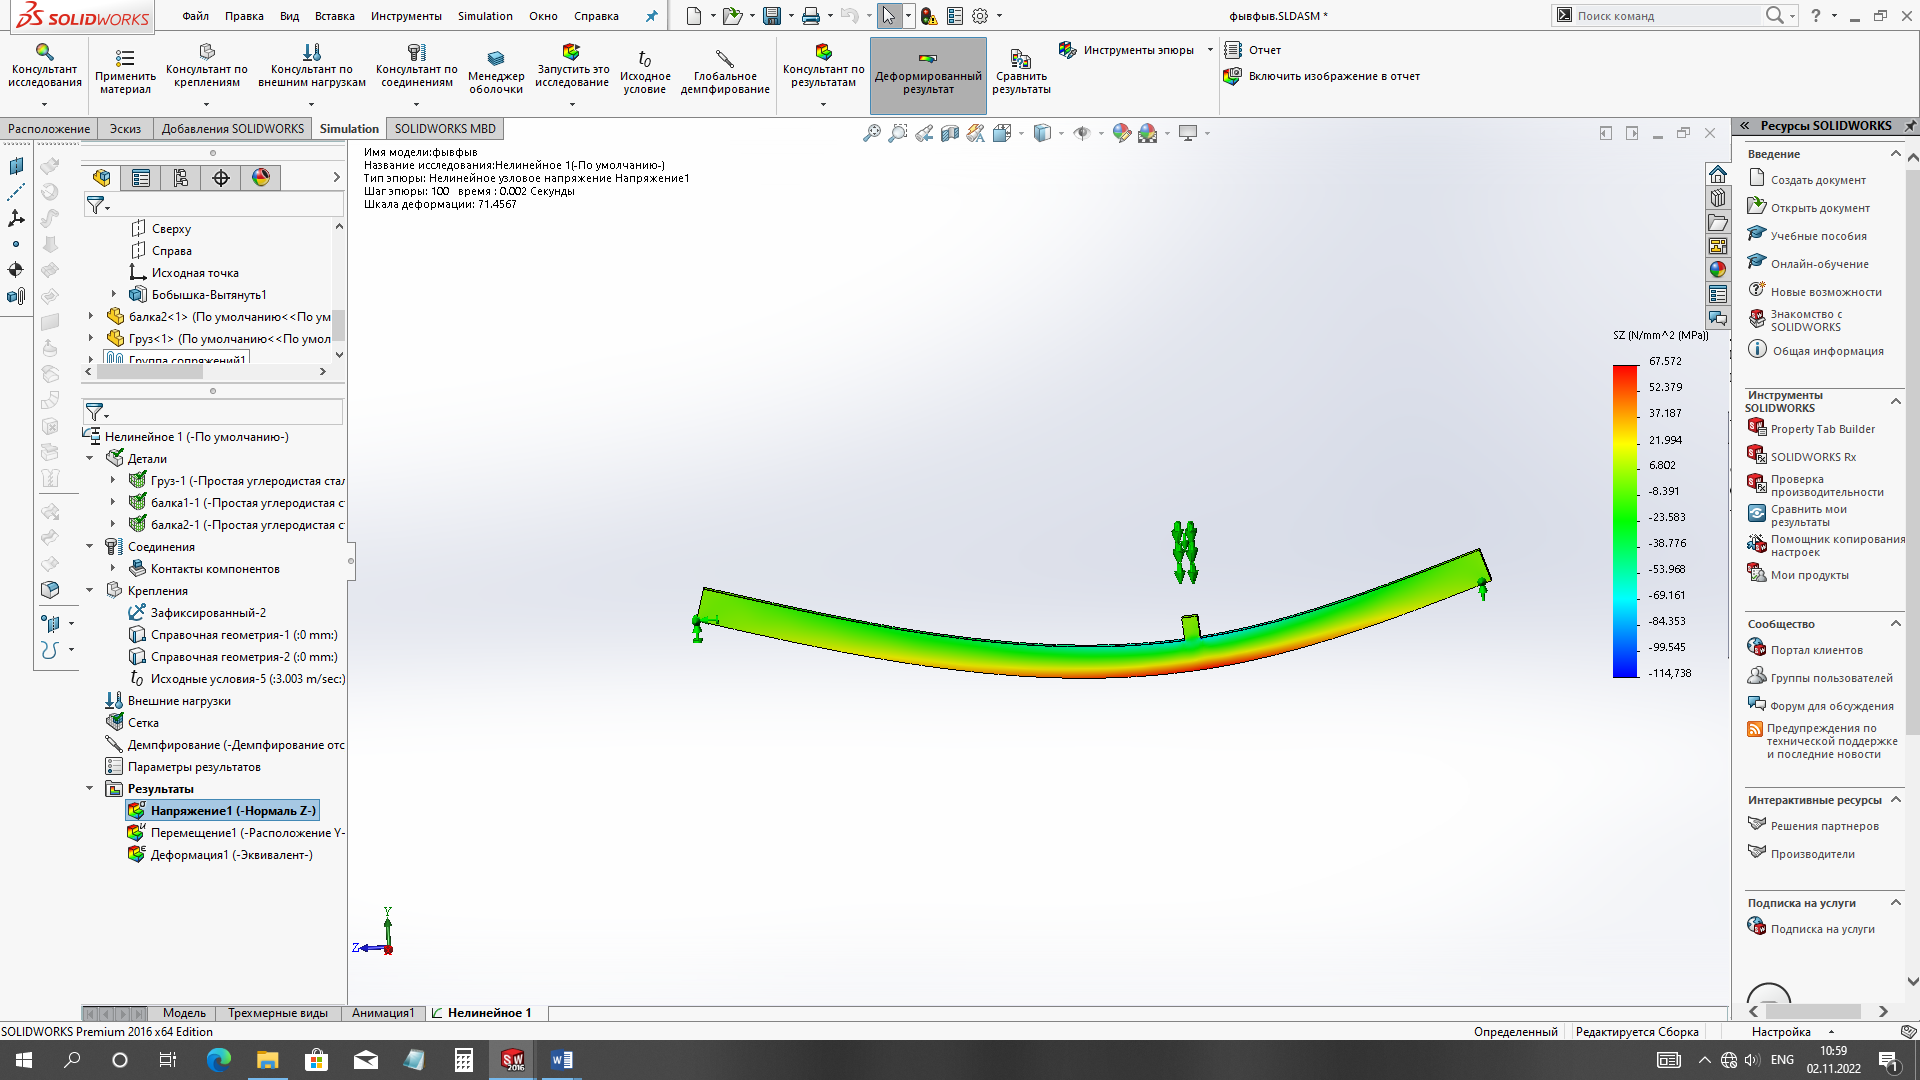 SOLIDWORKS
Файл Правка Вид Вставка Инструменты Simulation Окно Справка
фывфыв.SLDASM *
Поиск команд
Консультант исследования
Применить материал
Консультант по креплениям
Консультант по внешним нагрузкам
Консультант по соединениям
Менеджер оболочки
Запустить это исследование
Исходное условие
Глобальное демпфирование
Консультант по результатам
Деформированный результат
Сравнить результаты
Инструменты эпюры
Отчет
Включить изображение в отчет
Расположение Эскиз Добавления SOLIDWORKS Simulation SOLIDWORKS MBD
Имя модели:фывфыв
Название исследования:Нелинейное 1(-По умолчанию-)
Тип эпюры: Нелинейное узловое напряжение Напряжение1
Шаг эпюры: 100 время : 0.002 Секунды
Шкала деформации: 71.4567
Сверху
Справа
Исходная точка
Бобышка-Вытянуть1
балка2<1> (По умолчанию<<По ум
Груз<1> (По умолчанию<<По умол
Группа сопряжений1
Нелинейное 1 (-По умолчанию-)
Детали
Груз-1 (-Простая углеродистая стал
балка1-1 (-Простая углеродистая с
балка2-1 (-Простая углеродистая с
Соединения
Контакты компонентов
Крепления
Зафиксированный-2
Справочная геометрия-1 (:0 mm:)
Справочная геометрия-2 (:0 mm:)
Исходные условия-5 (:3.003 m/sec:)
Внешние нагрузки
Сетка
Демпфирование (-Демпфирование отс
Параметры результатов
Результаты
Напряжение1 (-Нормаль Z-)
Перемещение1 (-Расположение Y-
Деформация1 (-Эквивалент-)
SZ (N/mm^2 (MPa))
67.572
52.379
37.187
21.994
6.802
-8.391
-23.583
-38.776
-53.968
-69.161
-84.353
-99.545
-114,738
Y
Z
Ресурсы SOLIDWORKS
Введение
Создать документ
Открыть документ
Учебные пособия
Онлайн-обучение
Новые возможности
Знакомство с
SOLIDWORKS
Общая информация
Инструменты
SOLIDWORKS
Property Tab Builder
SOLIDWORKS Rx
Проверка
производительности
Сравнить мои
результаты
Помощник копирования
настроек
Мои продукты
Сообщество
Портал клиентов
Группы пользователей
Форум для обсуждения
Предупреждения по
технической поддержке
и последние новости
Интерактивные ресурсы
Решения партнеров
Производители
Подписка на услуги
Подписка на услуги
Модель Трехмерные виды Анимация1 Нелинейное 1
SOLIDWORKS Premium 2016 x64 Edition
Определенный Редактируется Сборка Настройка
ENG
10:59
02.11.2022
1